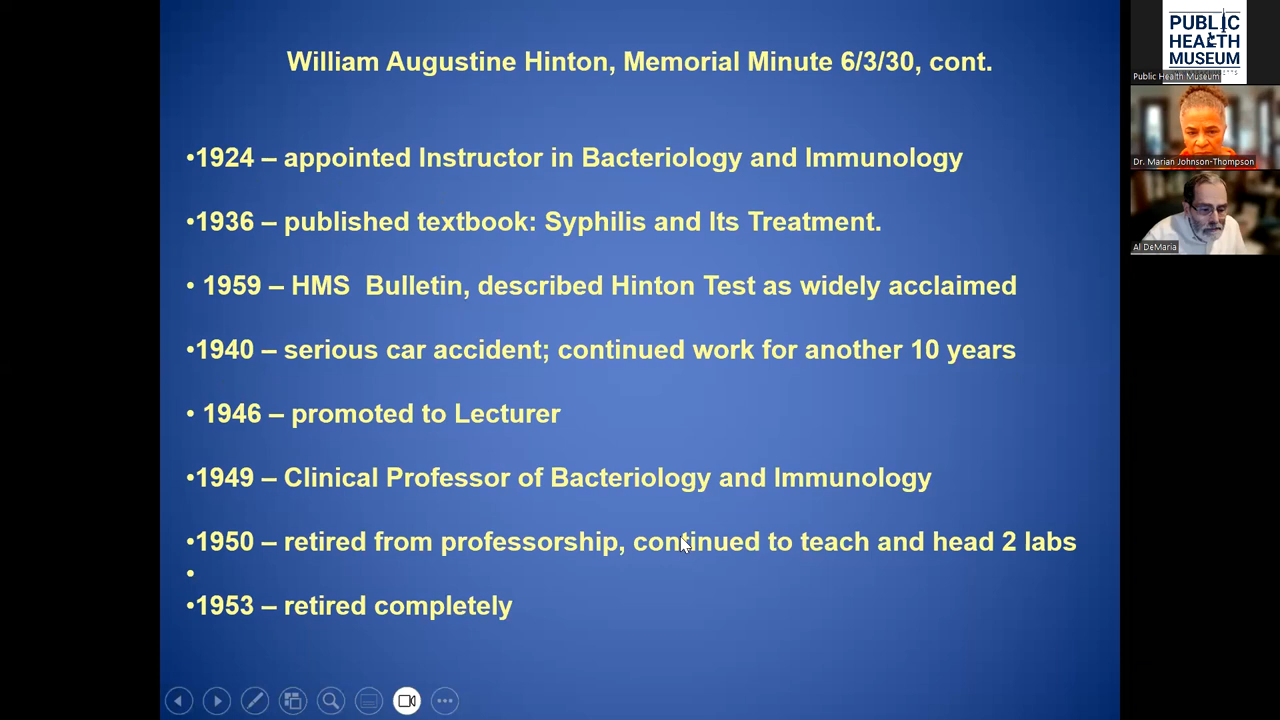 William Augustine Hinton, Memorial Minute 6/3/30, cont.
•1924 – appointed Instructor in Bacteriology and Immunology
•1936 – published textbook: Syphilis and Its Treatment.
• 1959 – HMS  Bulletin, described Hinton Test as widely acclaimed
•1940 – serious car accident; continued work for another 10 years
• 1946 – promoted to Lecturer
•1949 – Clinical Professor of Bacteriology and Immunology
•1950 – retired from professorship, continued to teach and head 2 labs
•
•1953 – retired completely
PUBLIC
HEALTH
MUSEUM
Public Health Museum
Dr. Marian Johnson-Thompson
Al DeMaria